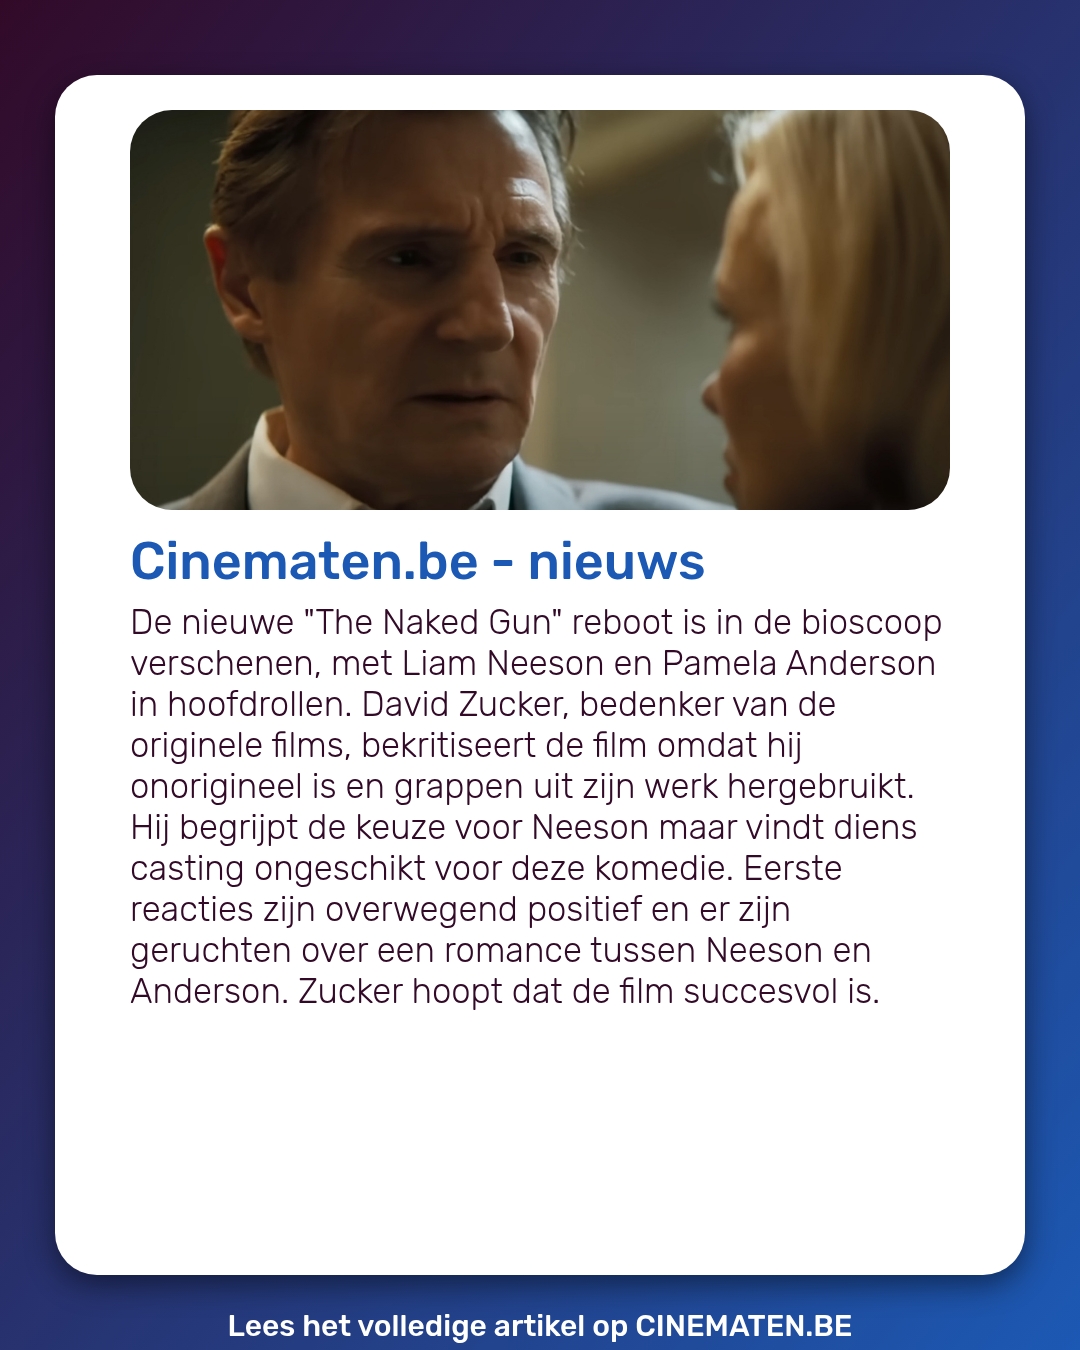 Cinematen.be - nieuws
De nieuwe "The Naked Gun" reboot is in de bioscoop
verschenen, met Liam Neeson en Pamela Anderson
in hoofdrollen. David Zucker, bedenker van de
originele films, bekritiseert de film omdat hij
onorigineel is en grappen uit zijn werk hergebruikt.
Hij begrijpt de keuze voor Neeson maar vindt diens
casting ongeschikt voor deze komedie. Eerste
reacties zijn overwegend positief en er zijn
geruchten over een romance tussen Neeson en
Anderson. Zucker hoopt dat de film succesvol is.
Lees het volledige artikel op CINEMATEN.BE